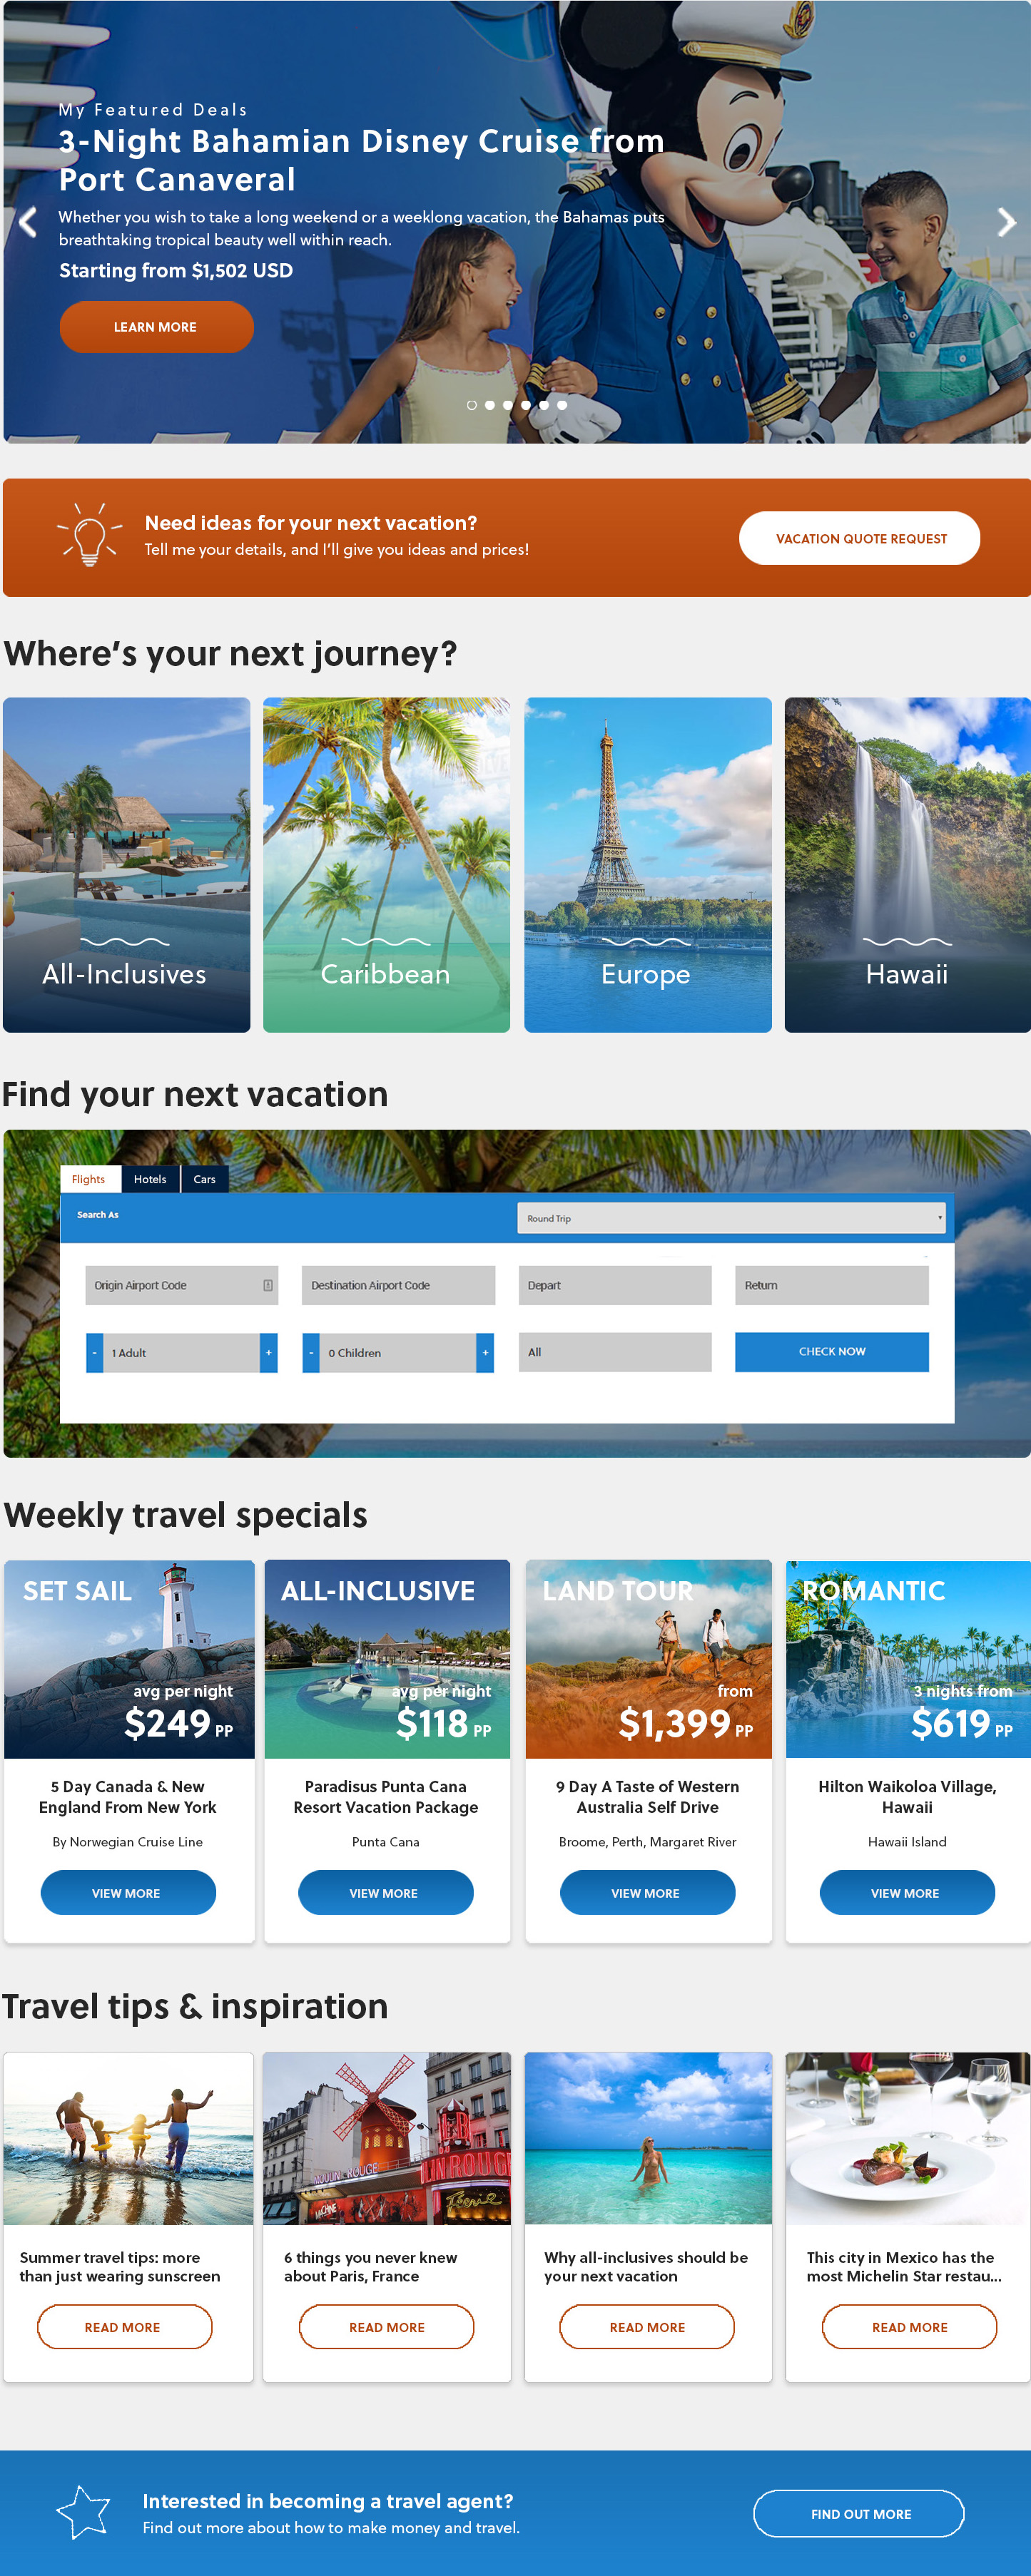 My Featured Deals
3-Night Bahamian Disney Cruise from
Port Canaveral
Whether you wish to take a long weekend or a weeklong vacation, the Bahamas puts
breathtaking tropical beauty well within reach.
Starting from $1,502 USD
LEARN MORE
Need ideas for your next vacation?
Tell me your details, and I'll give you ideas and prices!
VACATION QUOTE REQUEST
Where's your next journey?
All-Inclusives
Caribbean
Europe
Hawaii
Find your next vacation
Flights
Hotels
Cars
Search As
Round Trip
Origin Airport Code
Destination Airport Code
Depart
Return
- 1 Adult +
- 0 Children +
All
CHECK NOW
Weekly travel specials
SET SAIL
avg per night
$249 PP
5 Day Canada & New
England From New York
By Norwegian Cruise Line
VIEW MORE
ALL-INCLUSIVE
avg per night
$118 PP
Paradisus Punta Cana
Resort Vacation Package
Punta Cana
VIEW MORE
LAND TOUR
from
$1,399 PP
9 Day A Taste of Western
Australia Self Drive
Broome, Perth, Margaret River
VIEW MORE
ROMANTIC
3 nights from
$619 PP
Hilton Waikoloa Village,
Hawaii
Hawaii Island
VIEW MORE
Travel tips & inspiration
Summer travel tips: more
than just wearing sunscreen
READ MORE
MOULIN ROUGE
6 things you never knew
about Paris, France
READ MORE
Why all-inclusives should be
your next vacation
READ MORE
This city in Mexico has the
most Michelin Star restau...
READ MORE
Interested in becoming a travel agent?
Find out more about how to make money and travel.
FIND OUT MORE